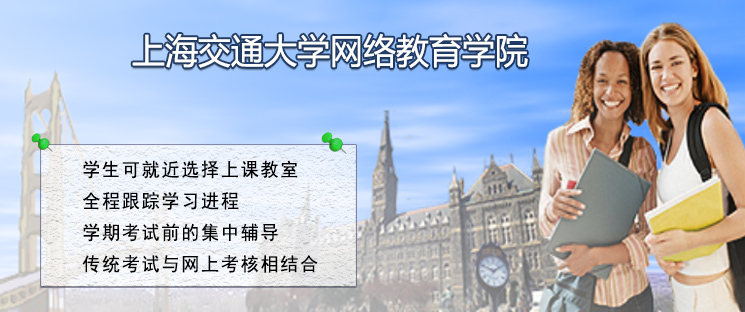 上海交通大学网络教育学院
学生可就近选择上课教室
全程跟踪学习进程
学期考试前的集中辅导
传统考试与网上考核相结合